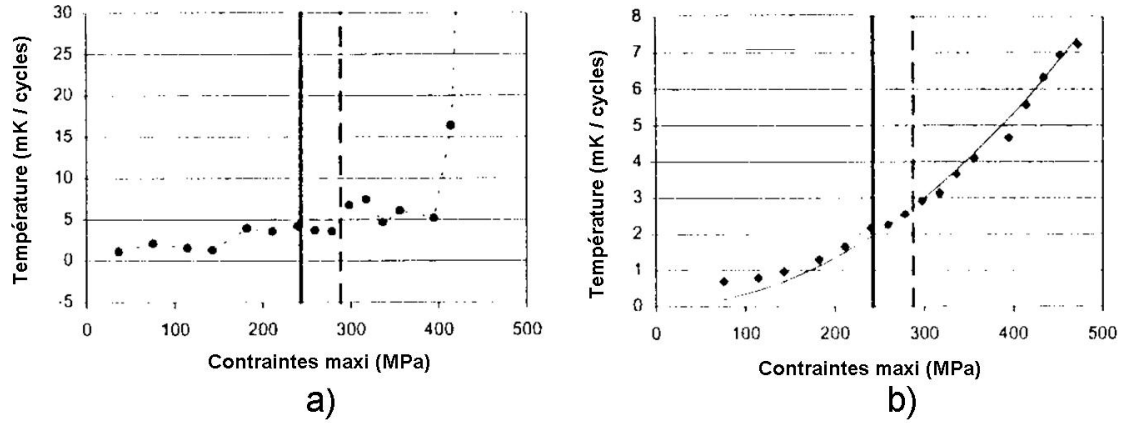 Température (mK / cycles)
30
25
20
15
10
5
0
-5
0 100 200 300 400 500
Contraintes maxi (MPa)
a)
Température (mK / cycles)
8
7
6
5
4
3
2
1
0
0 100 200 300 400 500
Contraintes maxi (MPa)
b)